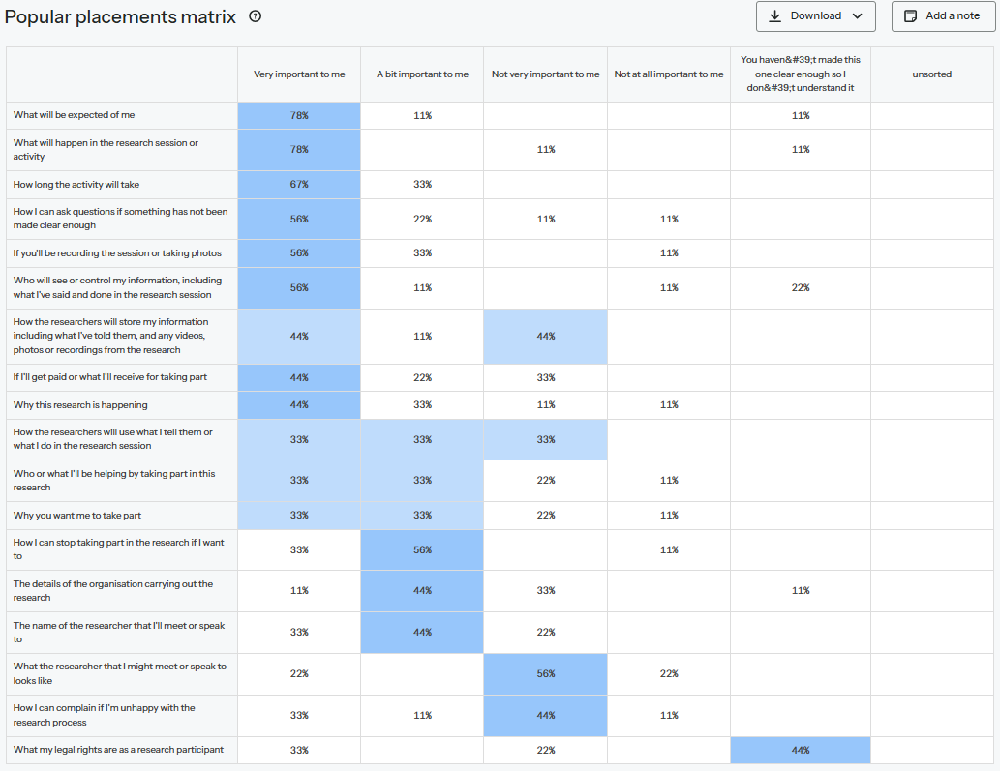 Popular placements matrix
Download
Add a note
Very important to me
A bit important to me
Not very important to me
Not at all important to me
You haven&#39;t made this
one clear enough so I
don&#39;t understand it
unsorted
What will be expected of me
78%
11%
11%
What will happen in the research session or
activity
78%
11%
11%
How long the activity will take
67%
33%
How I can ask questions if something has not been
made clear enough
56%
22%
11%
11%
If you'll be recording the session or taking photos
56%
33%
11%
Who will see or control my information, including
what I've said and done in the research session
56%
11%
11%
22%
How the researchers will store my information
including what I've told them, and any videos,
photos or recordings from the research
44%
11%
44%
If I'll get paid or what I'll receive for taking part
44%
22%
33%
Why this research is happening
44%
33%
11%
11%
How the researchers will use what I tell them or
what I do in the research session
33%
33%
33%
Who or what I'll be helping by taking part in this
research
33%
33%
22%
11%
Why you want me to take part
33%
33%
22%
11%
How I can stop taking part in the research if I want
to
33%
56%
11%
The details of the organisation carrying out the
research
11%
44%
33%
11%
The name of the researcher that I'll meet or speak
to
33%
44%
22%
What the researcher that I might meet or speak to
looks like
22%
56%
22%
How I can complain if I'm unhappy with the
research process
33%
11%
44%
11%
What my legal rights are as a research participant
33%
22%
44%